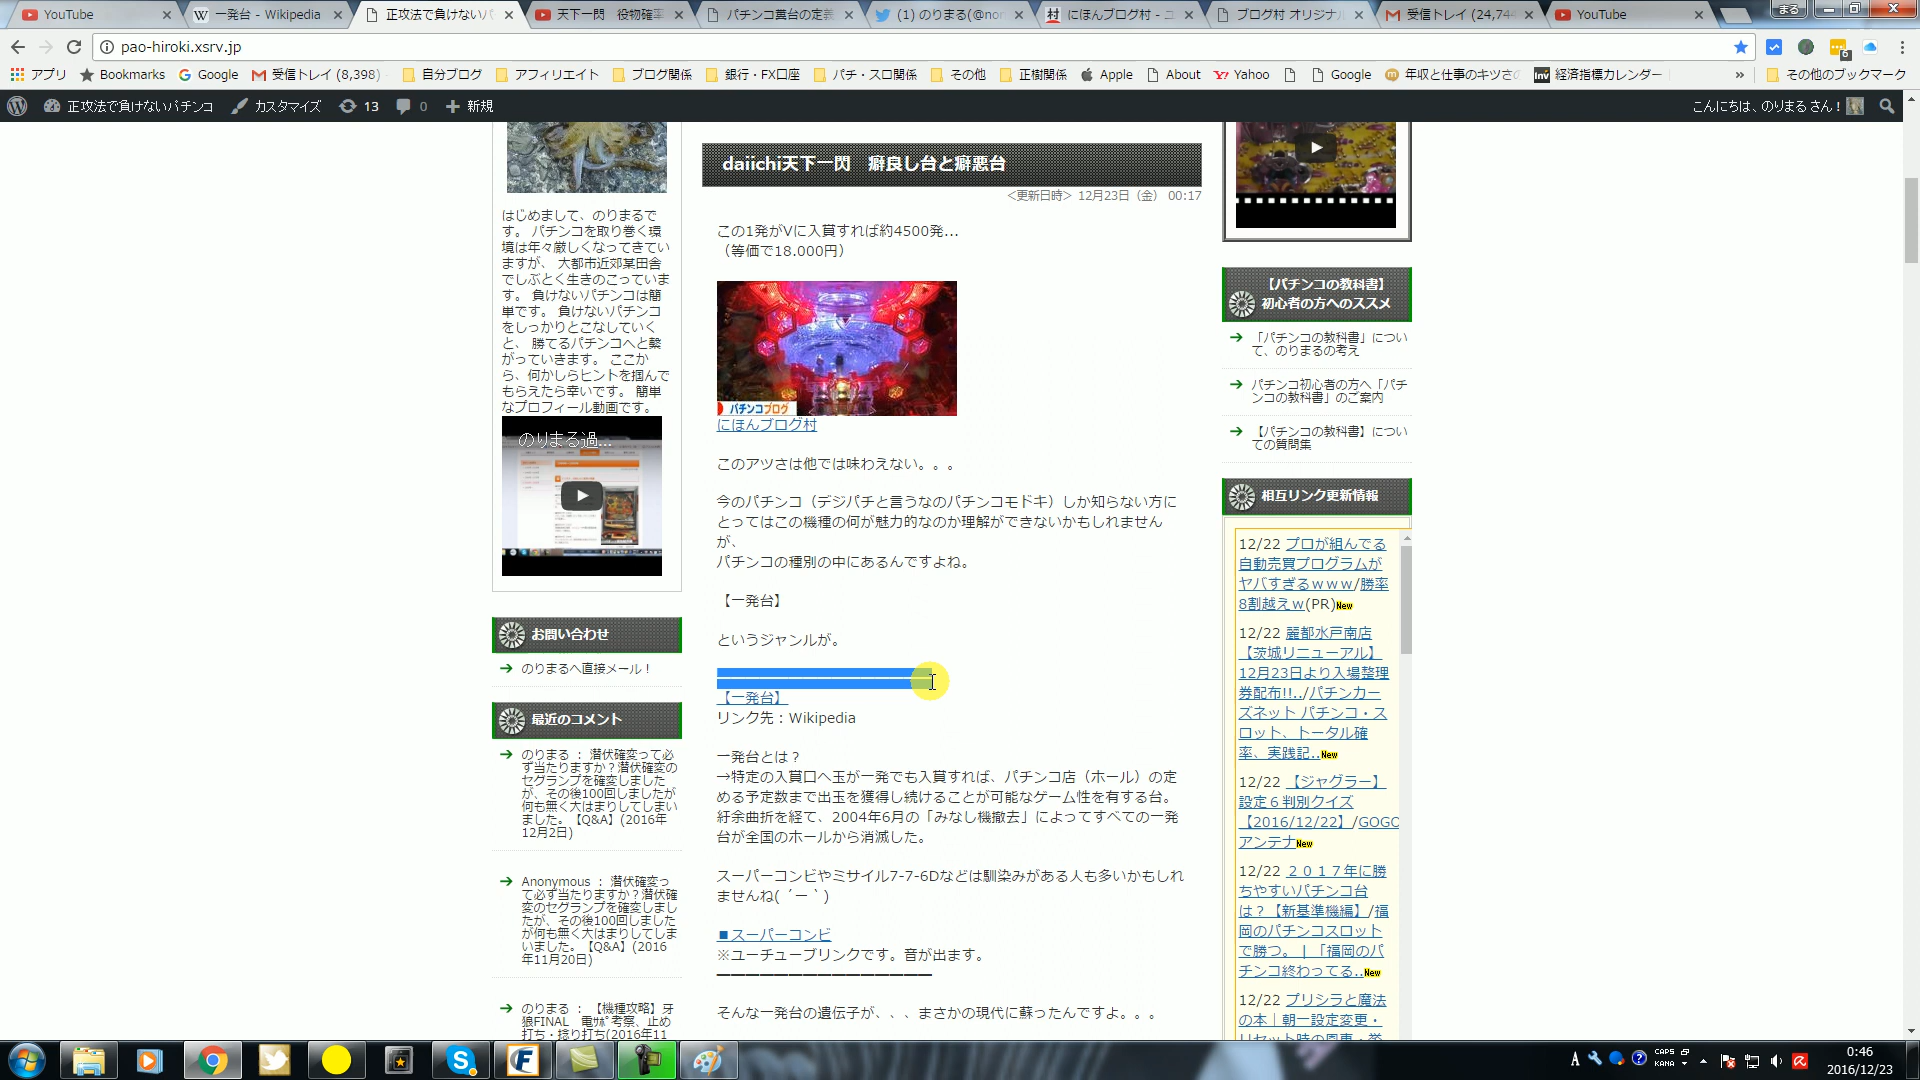 YouTube
一発台 - Wikipedia
正攻法で負けないパ
天下一閃　役物確率
パチンコ黄台の定義
(1) のりまる(@nor
にほんブログ村 - ユ
ブログ村 オリジナル
受信トレイ (24,744
YouTube
まる
pao-hiroki.xsrv.jp
アプリ
Bookmarks
Google
受信トレイ (8,398)
自分ブログ
アフィリエイト
ブログ関係
銀行・FX口座
パチ・スロ関係
その他
正樹関係
Apple
About
Yahoo
Google
年収と仕事のキツさの
経済指標カレンダー
»
その他のブックマーク
正攻法で負けないパチンコ
カスタマイズ
13
0
新規
こんにちは、のりまる さん！
はじめまして、のりまるで
す。 パチンコを取り巻く環
境は年々厳しくなってきてい
ますが、 大都市近郊某田舎
でしぶとく生きのこっていま
す。 負けないパチンコは簡
単です。 負けないパチンコ
をしっかりとこなしていく
と、 勝てるパチンコへと繋
がっていきます。 ここか
ら、何かしらヒントを掴んで
もらえたら幸いです。 簡単
なプロフィール動画です。
のりまる過...
お問い合わせ
のりまるへ直接メール！
最近のコメント
のりまる ： 潜伏確変って必
ず当たりますか？潜伏確変の
セグランプを確変しました
が、その後100回しましたが
何も無く大はまりしてしまい
ました。【Q&A】(2016年
12月2日)
Anonymous ： 潜伏確変っ
て必ず当たりますか？潜伏確
変のセグランプを確変しまし
たが、その後100回しました
が何も無く大はまりしてしま
いました。【Q&A】(2016
年11月20日)
のりまる ： 【機種攻略】牙
狼FINAL　電ｻﾎﾟ考察、止め
打ち・捻り打ち(2016年11
daiichi天下一閃　癖良し台と癖悪台
＜更新日時＞ 12月23日（金） 00:17
この1発がVに入賞すれば約4500発…
（等価で18.000円）
パチンコブログ
にほんブログ村
このアツさは他では味わえない。。。
今のパチンコ（デジパチと言うなのパチンコモドキ）しか知らない方に
とってはこの機種の何が魅力的なのか理解ができないかもしれません
が、
パチンコの種別の中にあるんですよね。
【一発台】
というジャンルが。
【一発台】
リンク先：Wikipedia
一発台とは？
→特定の入賞口へ玉が一発でも入賞すれば、パチンコ店（ホール）の定
める予定数まで出玉を獲得し続けることが可能なゲーム性を有する台。
紆余曲折を経て、2004年6月の「みなし機撤去」によってすべての一発
台が全国のホールから消滅した。
スーパーコンビやミサイル7-7-6Dなどは馴染みがある人も多いかもしれ
ませんね( ´ー｀)
■スーパーコンビ
※ユーチューブリンクです。音が出ます。
━━━━━━━━━━━━━━━
そんな一発台の遺伝子が、、、まさかの現代に蘇ったんですよ。。。
【パチンコの教科書】
初心者の方へのススメ
「パチンコの教科書」につい
て、のりまるの考え
パチンコ初心者の方へ「パチ
ンコの教科書」のご案内
【パチンコの教科書】につい
ての質問集
相互リンク更新情報
12/22 プロが組んでる
自動売買プログラムが
ヤバすぎるｗｗｗ/勝率
8割越えｗ(PR)New
12/22 麗都水戸南店
【茨城リニューアル】
12月23日より入場整理
券配布!!../パチンカー
ズネット パチンコ・ス
ロット、トータル確
率、実践記..New
12/22 【ジャグラー】
設定６判別クイズ
【2016/12/22】/GOGO
アンテナNew
12/22 ２０１７年に勝
ちやすいパチンコ台
は？【新基準機編】/福
岡のパチンコスロット
で勝つ。 | 「福岡のパ
チンコ終わってる..New
12/22 プリシラと魔法
の本｜朝一設定変更・
リセット時の恩恵・挙
A
CAPS
KANA
0:46
2016/12/23